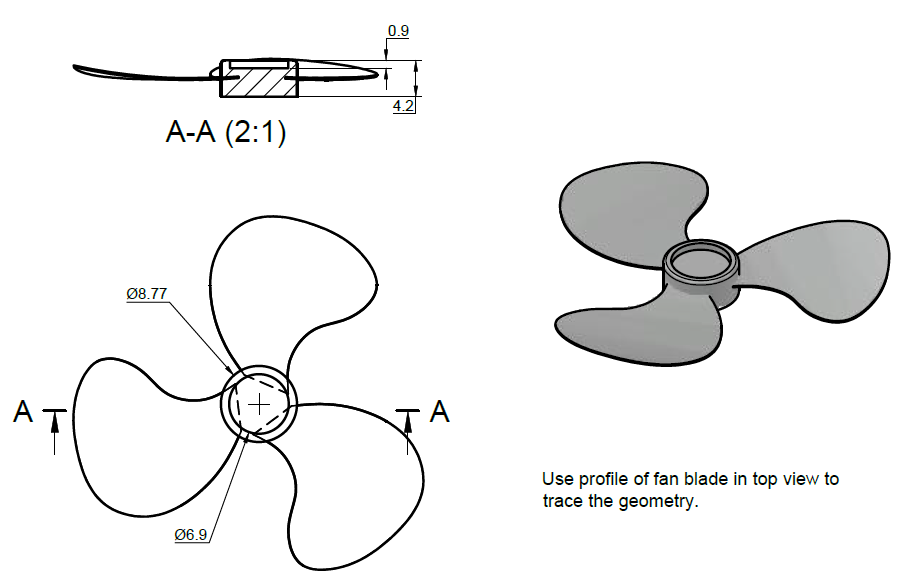 0.9
4.2
A-A (2:1)
Ø8.77
A
A
Ø6.9
Use profile of fan blade in top view to
trace the geometry.